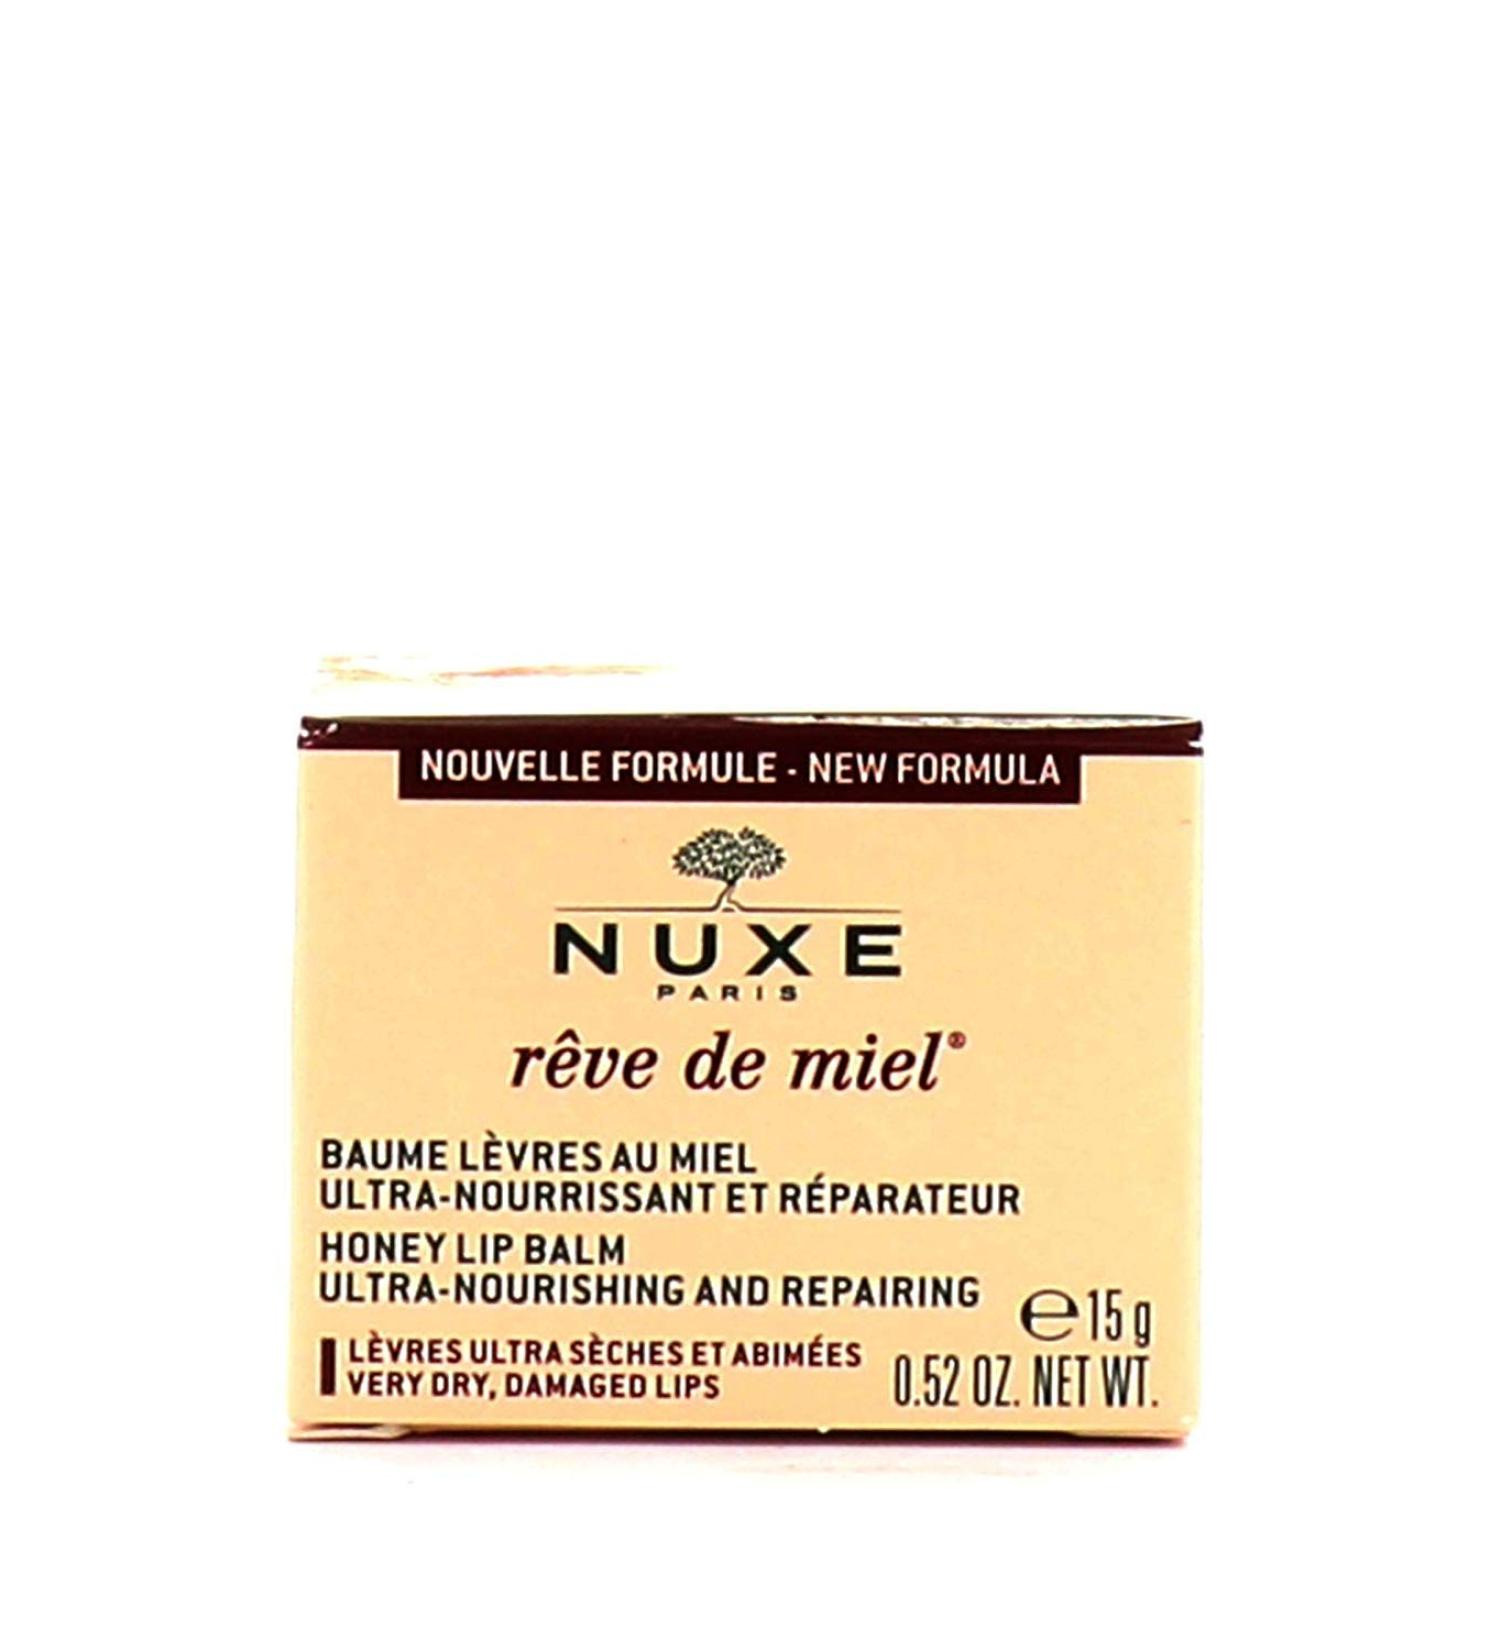 NOUVELLE FORMULE - NEW FORMULA
NUXE
PARIS
rêve de miel®
BAUME LÈVRES AU MIEL
ULTRA-NOURRISSANT ET RÉPARATEUR
HONEY LIP BALM
ULTRA-NOURISHING AND REPAIRING
LÈVRES ULTRA SÈCHES ET ABIMÉES
VERY DRY, DAMAGED LIPS
℮ 15 g
0.52 OZ. NET WT.